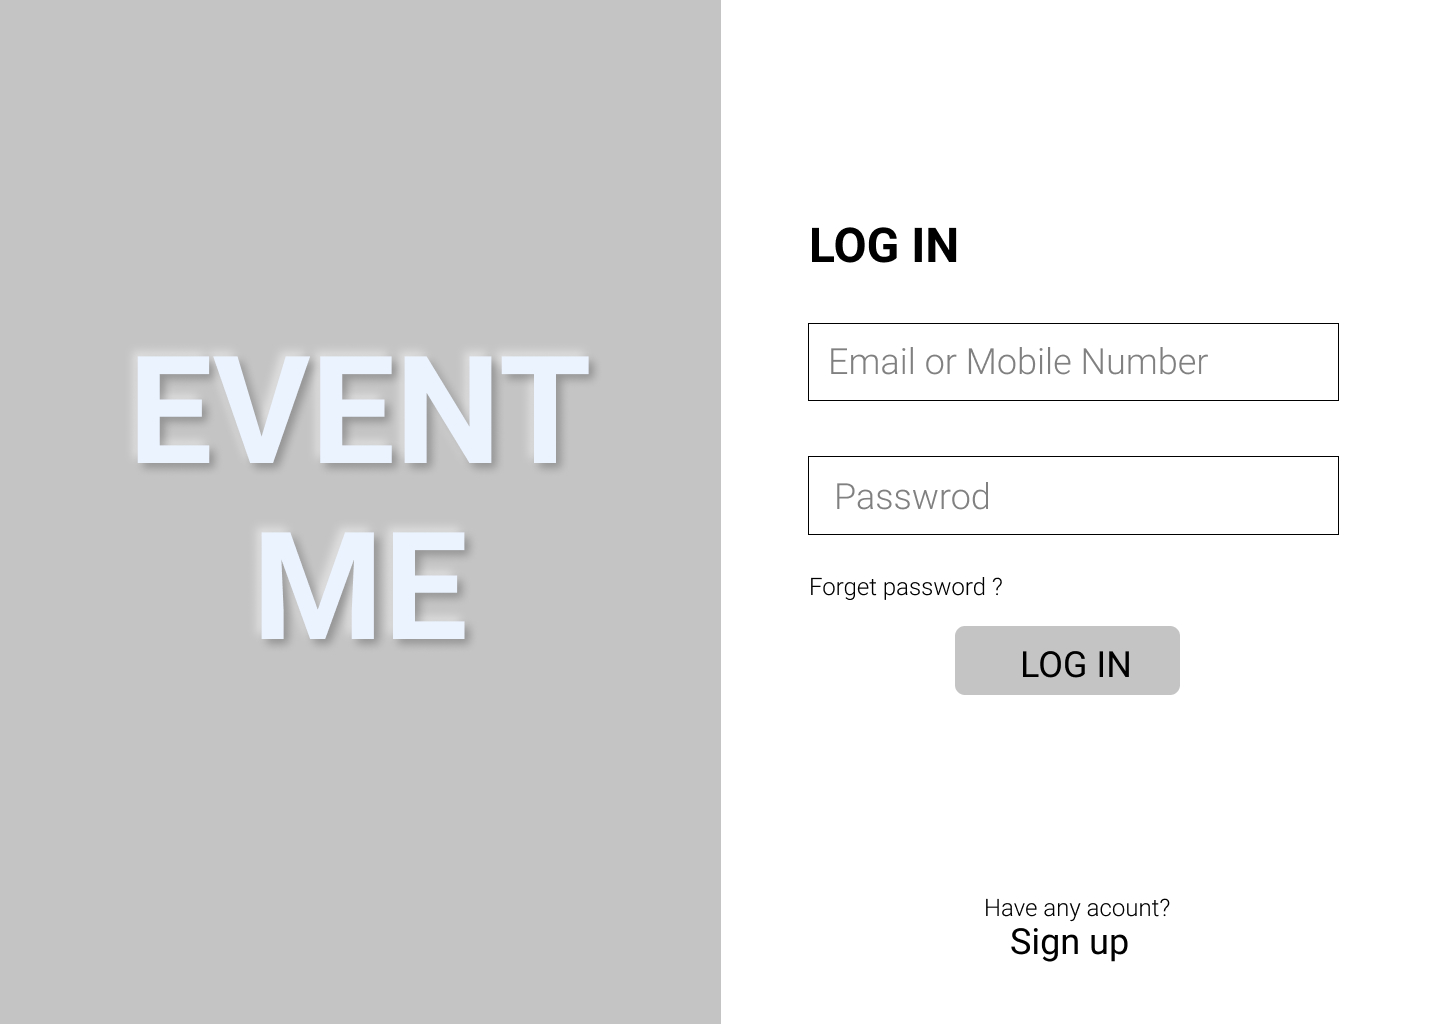 EVENT
ME
LOG IN
Email or Mobile Number
Passwrod
Forget password ?
LOG IN
Have any acount?
Sign up